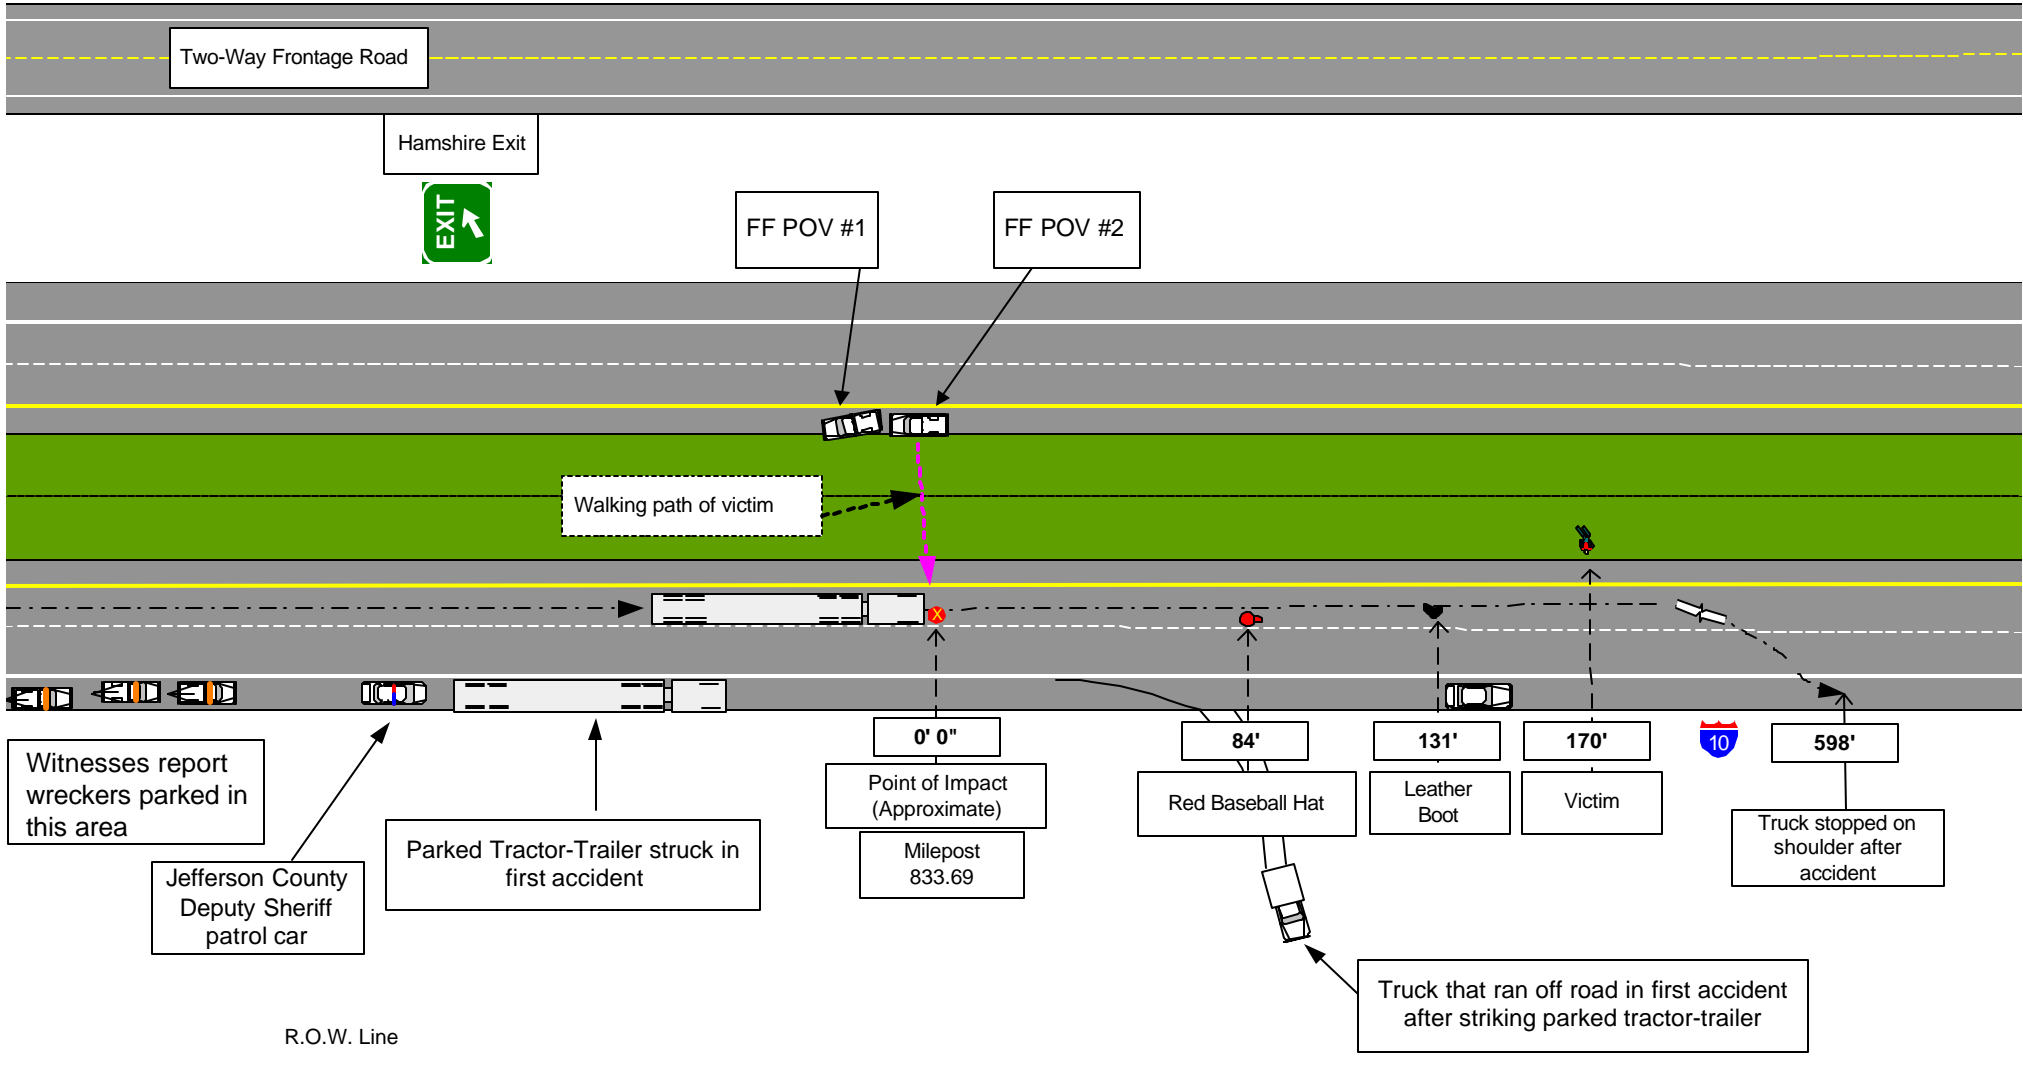 Two-Way Frontage Road
Hamshire Exit
EXIT
FF POV #1
FF POV #2
Walking path of victim
X
0' 0"
84'
131'
170'
10
598'
Witnesses report
wreckers parked in
this area
Point of Impact
(Approximate)
Red Baseball Hat
Leather
Boot
Victim
Truck stopped on
shoulder after
accident
Jefferson County
Deputy Sheriff
patrol car
Parked Tractor-Trailer struck in
first accident
Milepost
833.69
Truck that ran off road in first accident
after striking parked tractor-trailer
R.O.W. Line